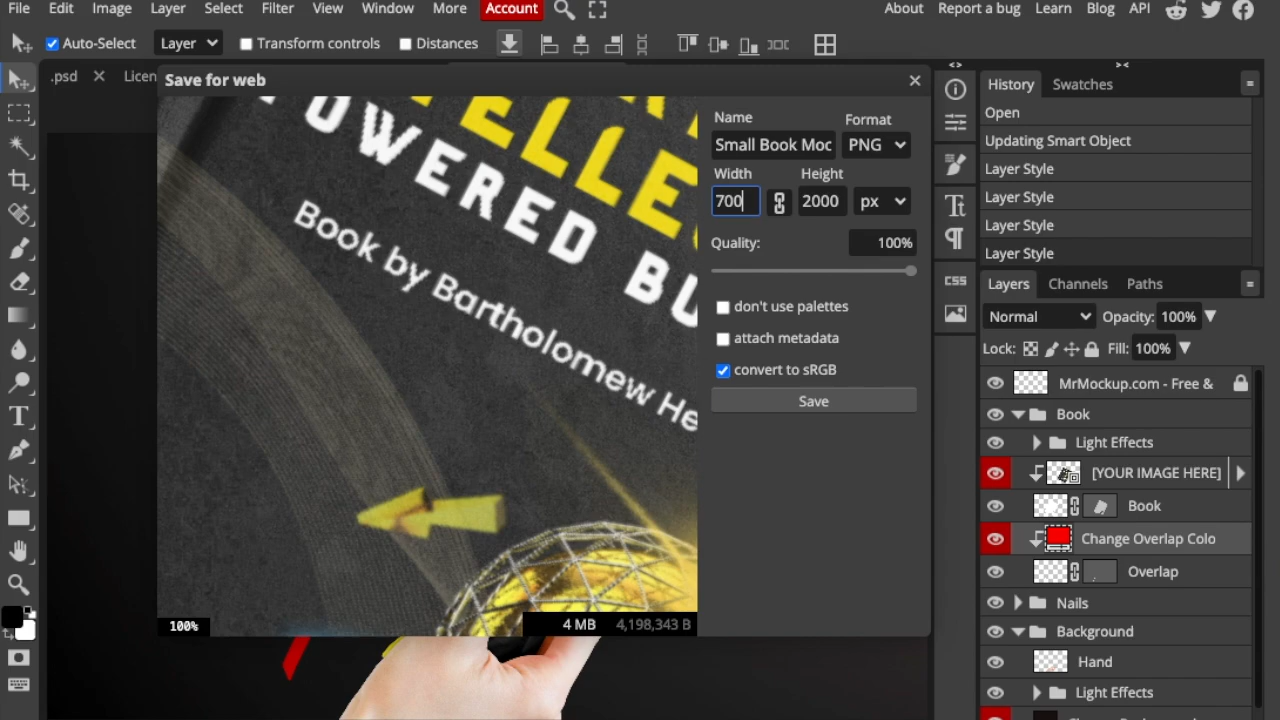 File Edit Image Layer Select Filter View Window More Account About Report a bug Learn Blog API
Auto-Select Layer Transform controls Distances
.psd Licen
Save for web
POWERED BU
Book by Bartholomew He
100%
4 MB 4,198,343 B
Name Format
Small Book Moc PNG
Width Height
700 2000 px
Quality: 100%
don't use palettes
attach metadata
convert to sRGB
Save
CSS
History Swatches
Open
Updating Smart Object
Layer Style
Layer Style
Layer Style
Layer Style
Layers Channels Paths
Normal Opacity: 100%
Lock: Fill: 100%
MrMockup.com - Free &
Book
Light Effects
[YOUR IMAGE HERE]
Book
Change Overlap Colo
Overlap
Nails
Background
Hand
Light Effects